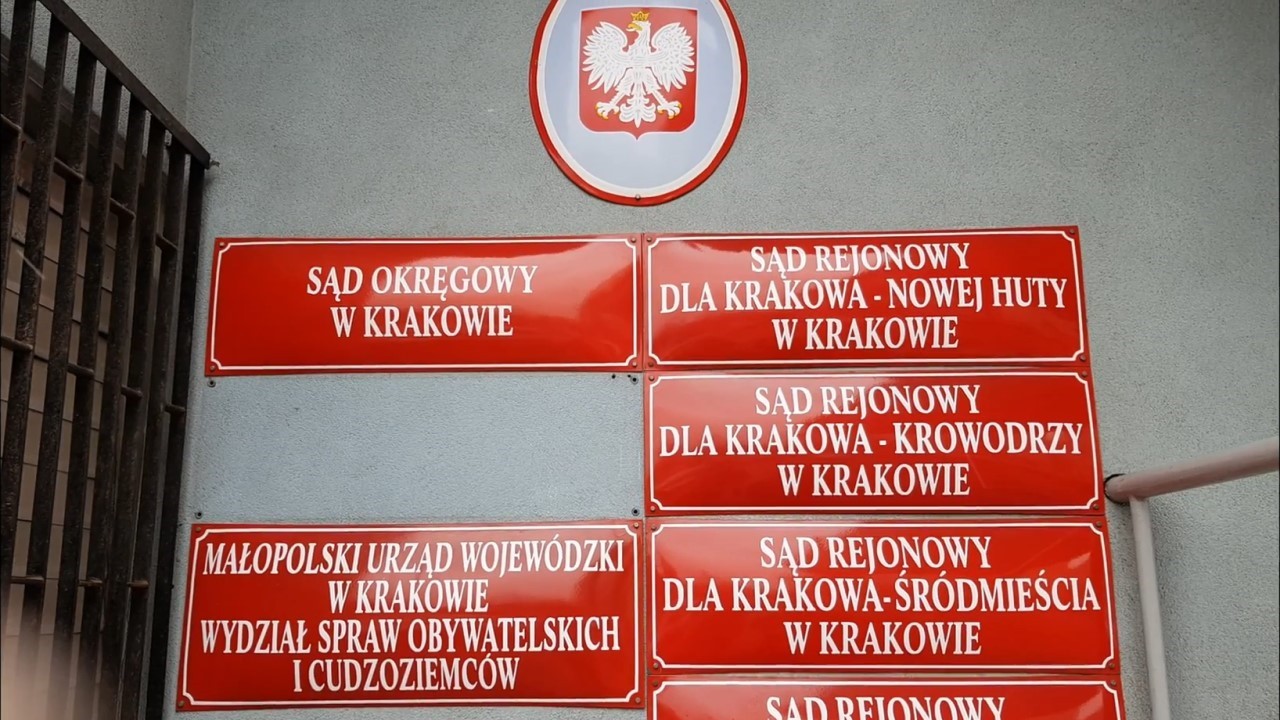 SĄD OKRĘGOWY
W KRAKOWIE
MAŁOPOLSKI URZĄD WOJEWÓDZKI
W KRAKOWIE
WYDZIAŁ SPRAW OBYWATELSKICH
I CUDZOZIEMCÓW
SĄD REJONOWY
DLA KRAKOWA - NOWEJ HUTY
W KRAKOWIE
SĄD REJONOWY
DLA KRAKOWA - KROWODRZY
W KRAKOWIE
SĄD REJONOWY
DLA KRAKOWA-ŚRÓDMIEŚCIA
W KRAKOWIE
SĄD REJONOWY